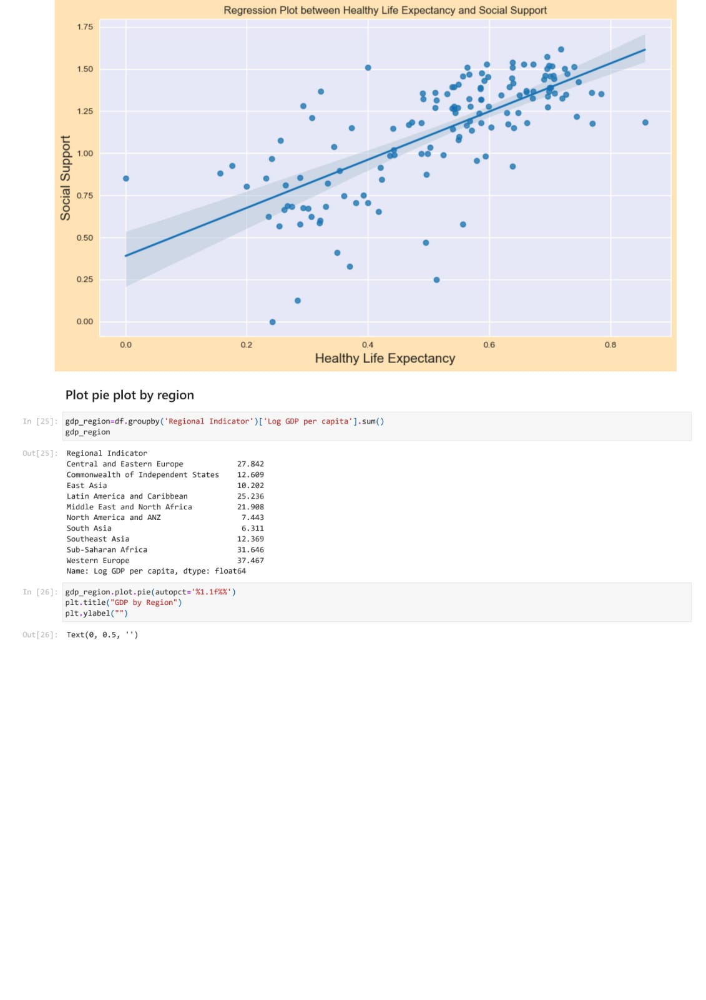 Regression Plot between Healthy Life Expectancy and Social Support
1.75
1.50
1.25
1.00
0.75
0.50
0.25
0.00
Social Support
0.0 0.2 0.4 0.6 0.8
Healthy Life Expectancy
Plot pie plot by region
In [25]: gdp_region=df.groupby('Regional Indicator')['Log GDP per capita'].sum()
gdp_region
Out[25]: Regional Indicator
Central and Eastern Europe 27.842
Commonwealth of Independent States 12.609
East Asia 10.202
Latin America and Caribbean 25.236
Middle East and North Africa 21.908
North America and ANZ 7.443
South Asia 6.311
Southeast Asia 12.369
Sub-Saharan Africa 31.646
Western Europe 37.467
Name: Log GDP per capita, dtype: float64
In [26]: gdp_region.plot.pie(autopct='%1.1f%%')
plt.title("GDP by Region")
plt.ylabel("")
Out[26]: Text(0, 0.5, '')